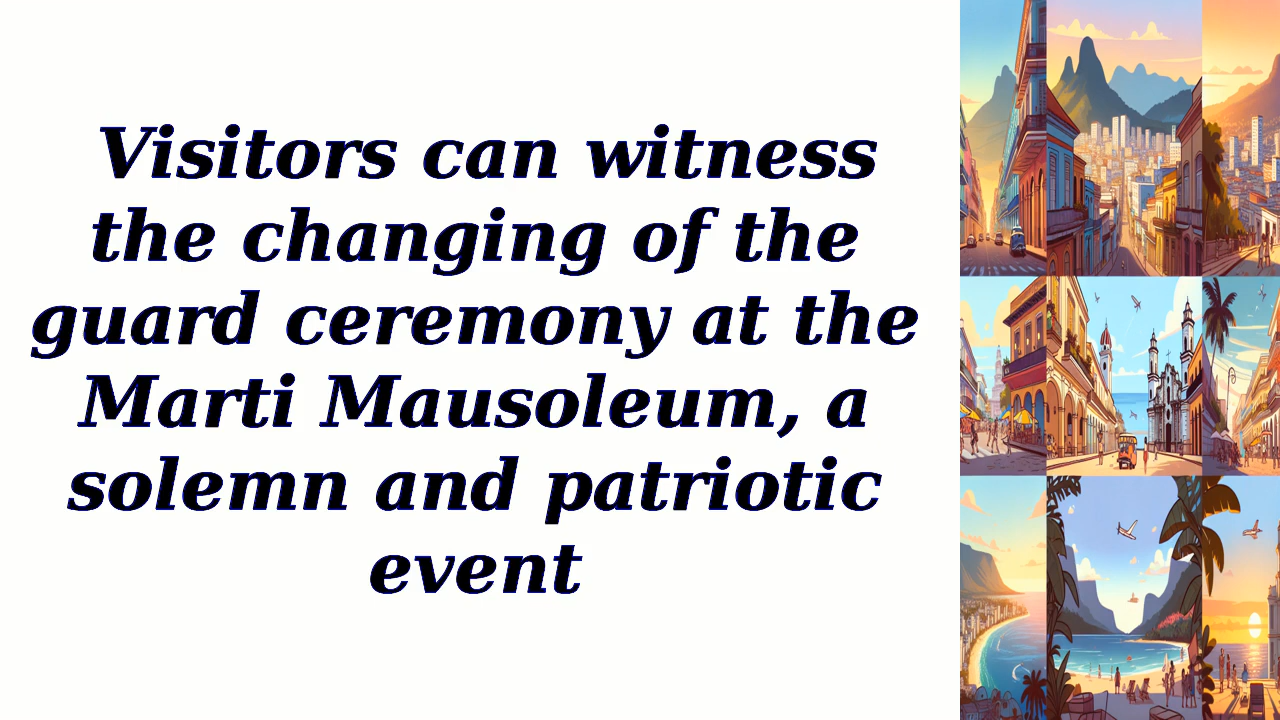 Visitors can witness
the changing of the
guard ceremony at the
Marti Mausoleum, a
solemn and patriotic
event